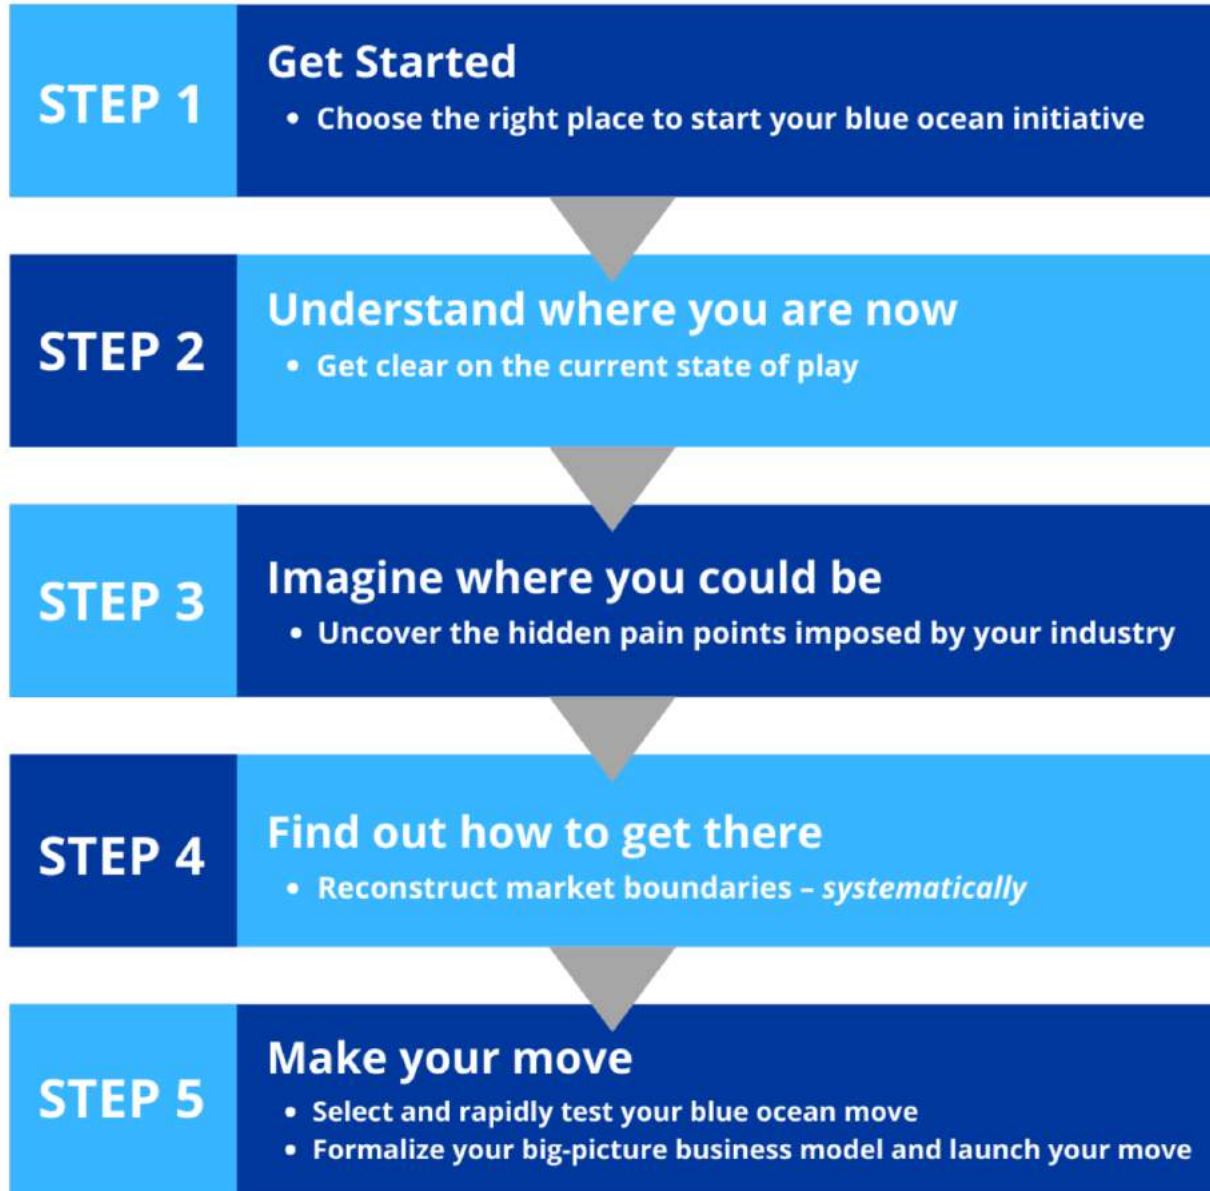 STEP 1
Get Started
• Choose the right place to start your blue ocean initiative
STEP 2
Understand where you are now
• Get clear on the current state of play
STEP 3
Imagine where you could be
• Uncover the hidden pain points imposed by your industry
STEP 4
Find out how to get there
• Reconstruct market boundaries – systematically
STEP 5
Make your move
• Select and rapidly test your blue ocean move
• Formalize your big-picture business model and launch your move